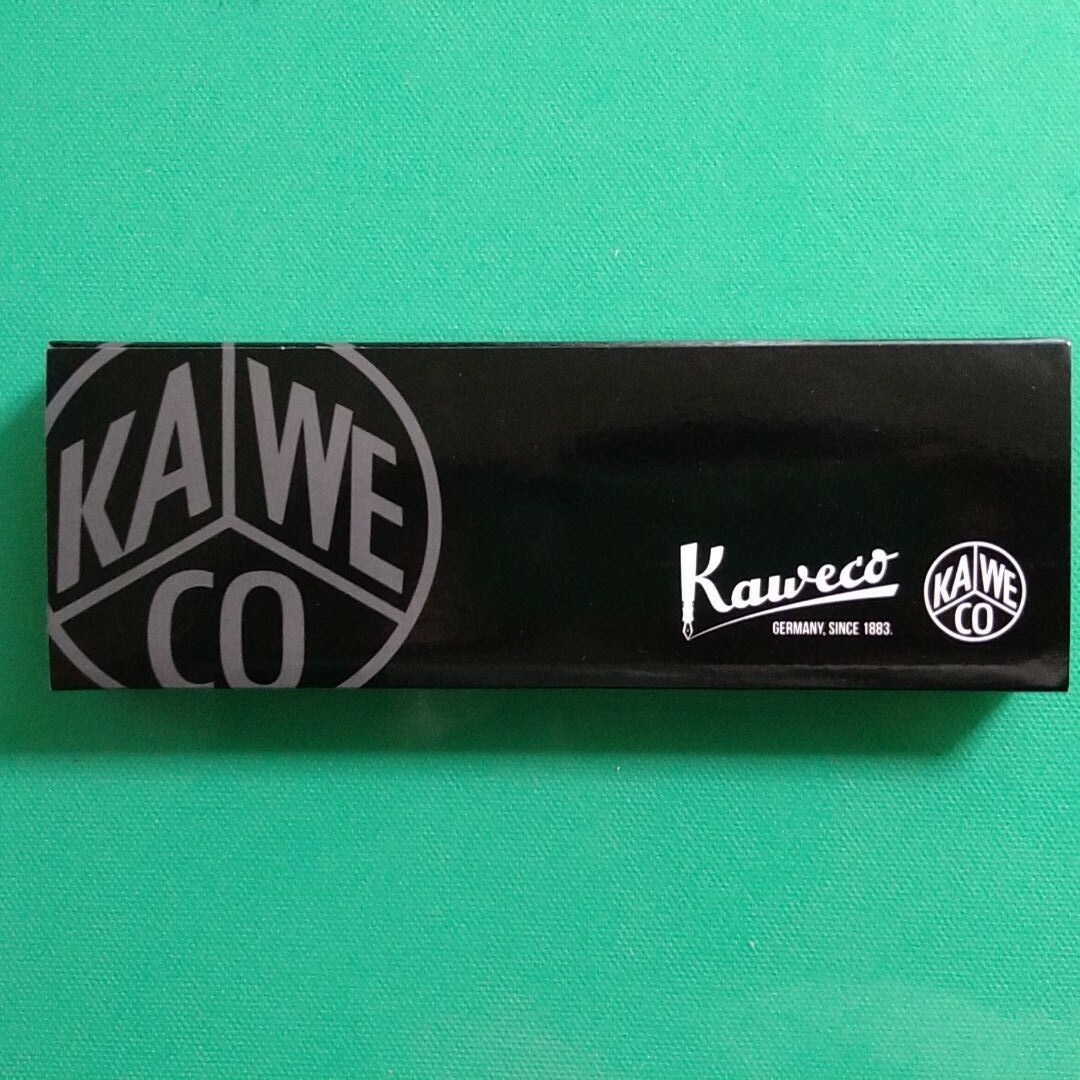 KA WE
CO
Kaweco
GERMANY, SINCE 1883.
KA WE
CO